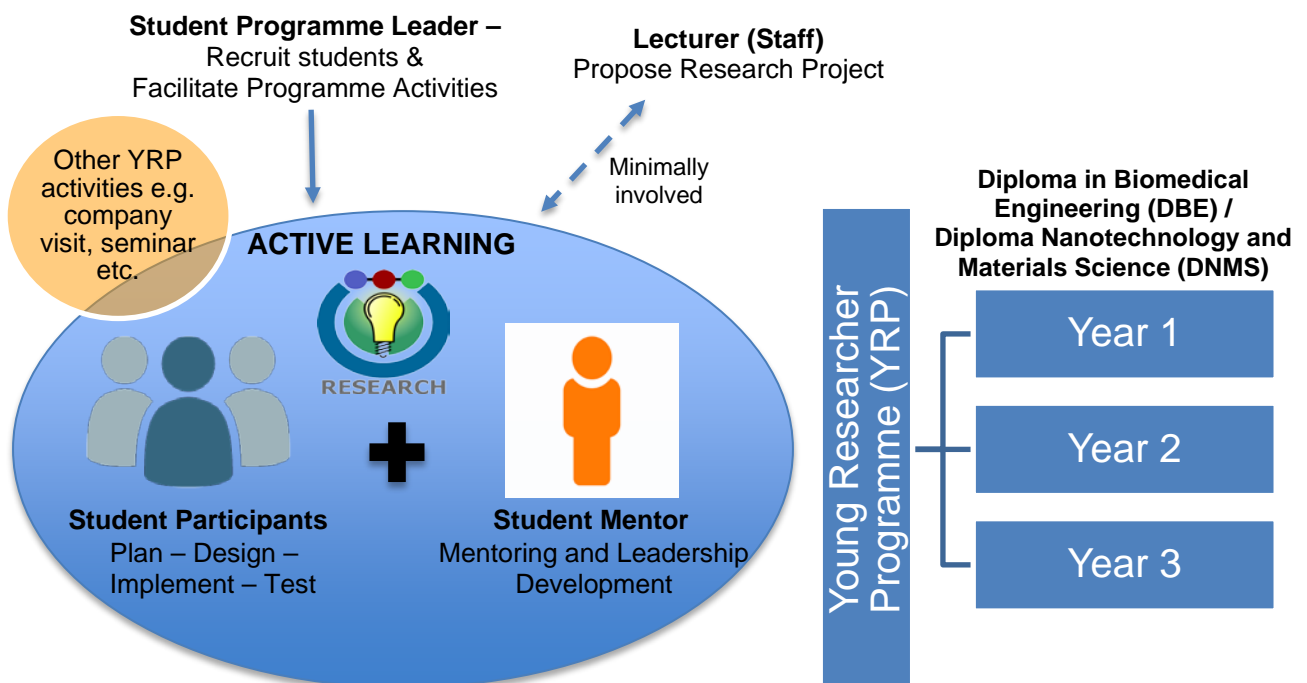 Student Programme Leader –
Recruit students &
Facilitate Programme Activities
Lecturer (Staff)
Propose Research Project
Minimally
involved
Other YRP
activities e.g.
company
visit, seminar
etc.
ACTIVE LEARNING
RESEARCH
Student Participants
Plan – Design –
Implement – Test
Student Mentor
Mentoring and Leadership
Development
Young Researcher
Programme (YRP)
Diploma in Biomedical
Engineering (DBE) /
Diploma Nanotechnology and
Materials Science (DNMS)
Year 1
Year 2
Year 3